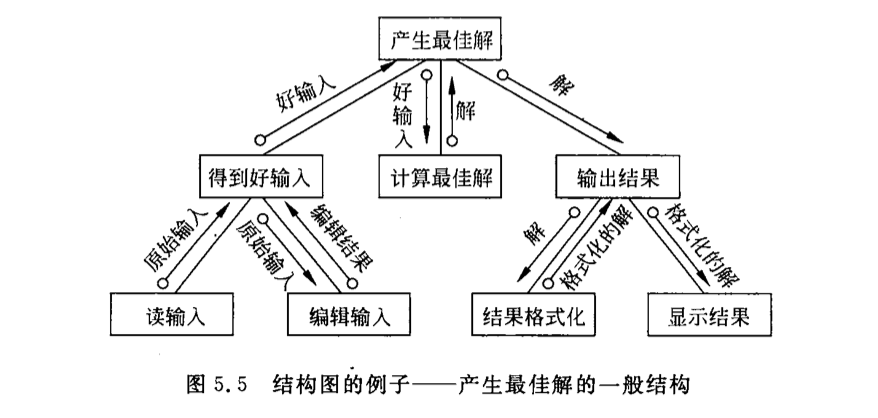 产生最佳解
好输入
好输入
解
解
得到好输入
计算最佳解
输出结果
原始输入
原始输入
编辑结果
解
格式化的解
格式化的解
读输入
编辑输入
结果格式化
显示结果
图 5.5 结构图的例子——产生最佳解的一般结构